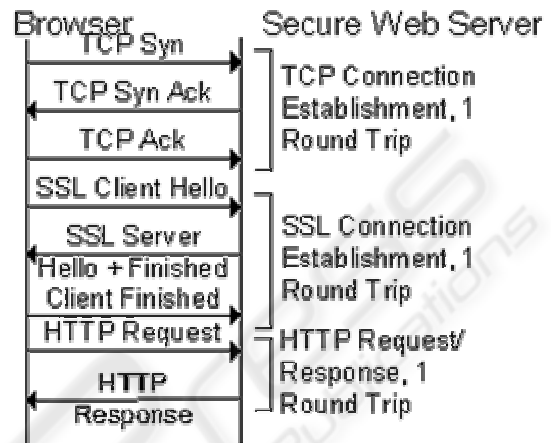 Browser
Secure Web Server
TCP Syn
TCP Syn Ack
TCP Ack
TCP Connection
Establishment, 1
Round Trip
SSL Client Hello
SSL Server
Hello + Finished
Client Finished
SSL Connection
Establishment, 1
Round Trip
HTTP Request
HTTP
Response
HTTP Request/
Response, 1
Round Trip